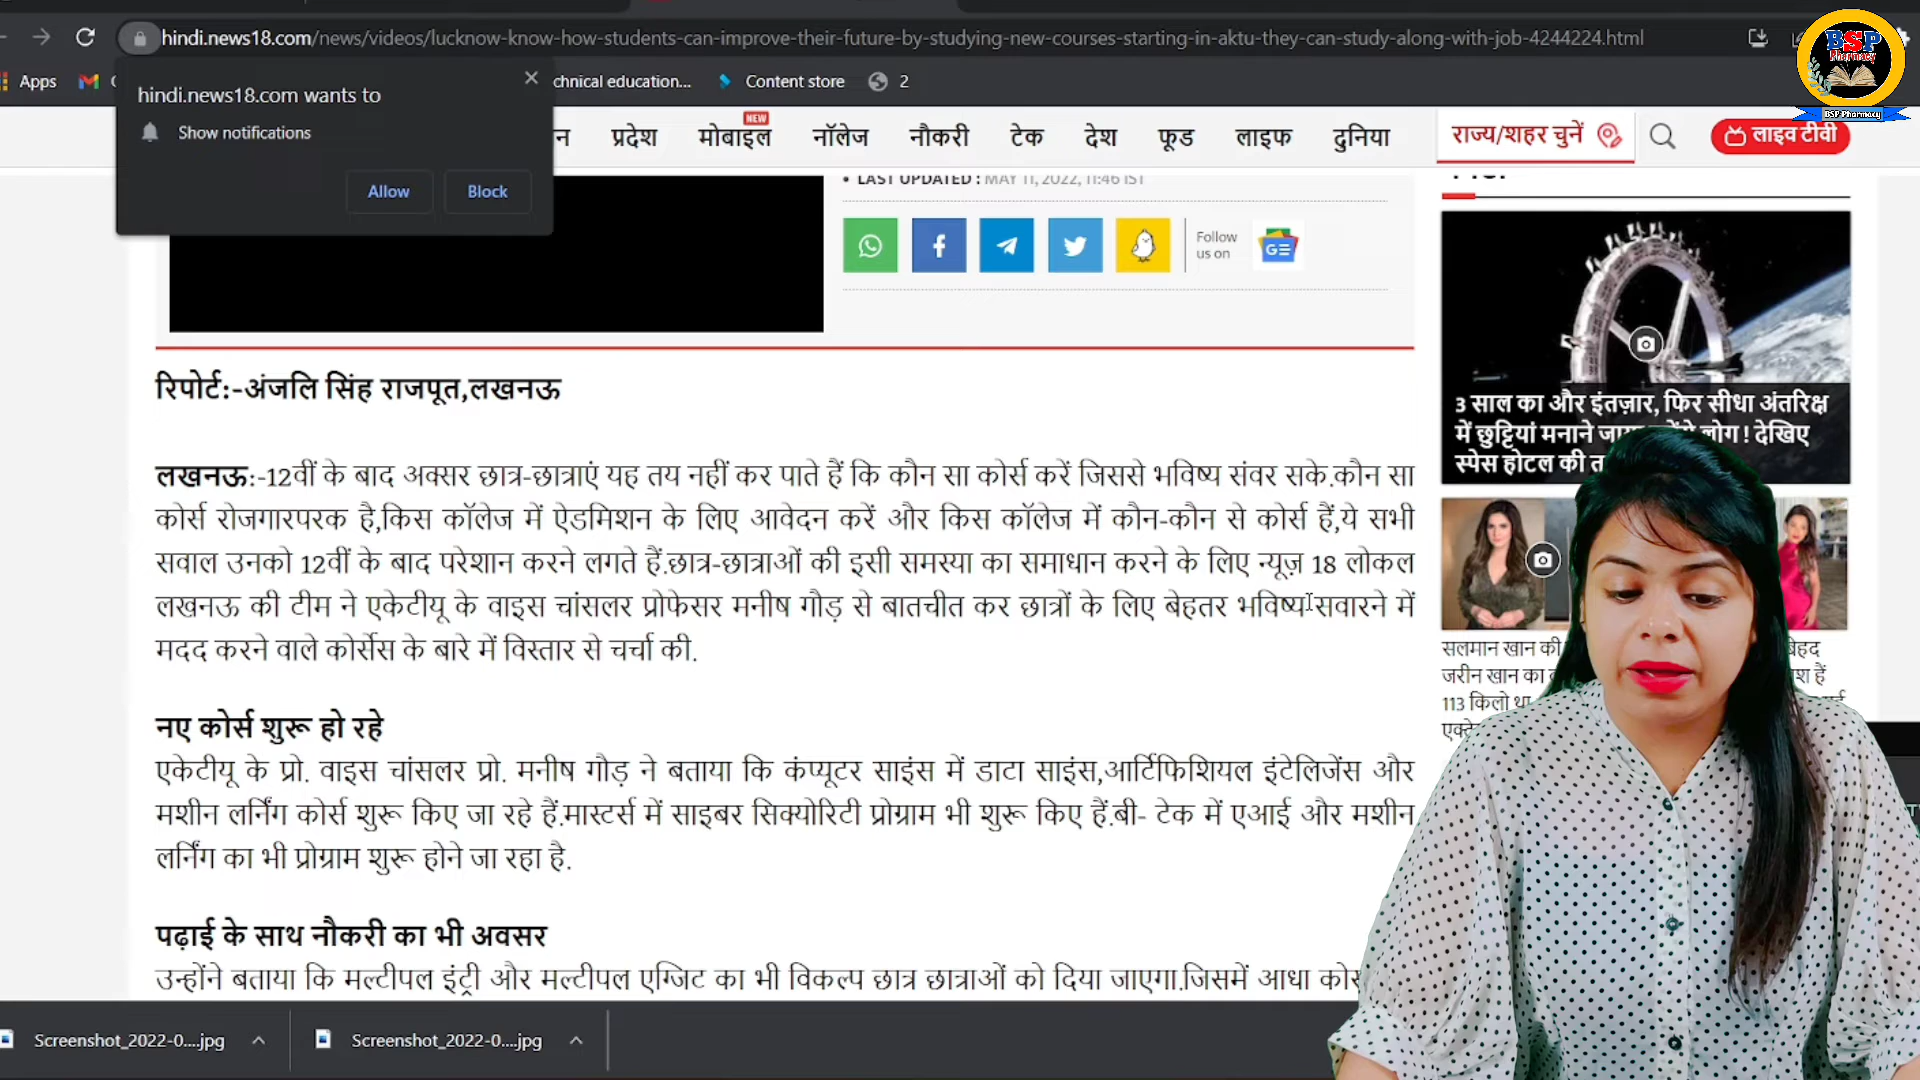 hindi.news18.com/news/videos/lucknow-know-how-students-can-improve-their-future-by-studying-new-courses-starting-in-aktu-they-can-study-along-with-job-4244224.html
BSP
Pharmacy
BSP Pharmacy
Apps
chnical education...
Content store
2
hindi.news18.com wants to
Show notifications
Allow
Block
प्रदेश
मोबाइल
NEW
नॉलेज
नौकरी
टेक
देश
फूड
लाइफ
दुनिया
राज्य/शहर चुनें
लाइव टीवी
• LAST UPDATED : MAY 11, 2022, 11:46 IST
Follow
us on
GE
रिपोर्ट:-अंजलि सिंह राजपूत,लखनऊ
लखनऊ:-12वीं के बाद अक्सर छात्र-छात्राएं यह तय नहीं कर पाते हैं कि कौन सा कोर्स करें जिससे भविष्य संवर सके.कौन सा
कोर्स रोजगारपरक है,किस कॉलेज में ऐडमिशन के लिए आवेदन करें और किस कॉलेज में कौन-कौन से कोर्स हैं,ये सभी
सवाल उनको 12वीं के बाद परेशान करने लगते हैं.छात्र-छात्राओं की इसी समस्या का समाधान करने के लिए न्यूज़ 18 लोकल
लखनऊ की टीम ने एकेटीयू के वाइस चांसलर प्रोफेसर मनीष गौड़ से बातचीत कर छात्रों के लिए बेहतर भविष्य सवारने में
मदद करने वाले कोर्सेस के बारे में विस्तार से चर्चा की.
नए कोर्स शुरू हो रहे
एकेटीयू के प्रो. वाइस चांसलर प्रो. मनीष गौड़ ने बताया कि कंप्यूटर साइंस में डाटा साइंस,आर्टिफिशियल इंटेलिजेंस और
मशीन लर्निंग कोर्स शुरू किए जा रहे हैं.मास्टर्स में साइबर सिक्योरिटी प्रोग्राम भी शुरू किए हैं.बी- टेक में एआई और मशीन
लर्निंग का भी प्रोग्राम शुरू होने जा रहा है.
पढ़ाई के साथ नौकरी का भी अवसर
उन्होंने बताया कि मल्टीपल इंट्री और मल्टीपल एग्जिट का भी विकल्प छात्र छात्राओं को दिया जाएगा.जिसमें आधा
3 साल का और इंतज़ार, फिर सीधा अंतरिक्ष
में छुट्टियां मनाने लोग ! देखिए
स्पेस होटल की
सलमान खान की
जरीन खान का
113 किलो
बेहद
हैं
Screenshot_2022-0....jpg
Screenshot_2022-0....jpg